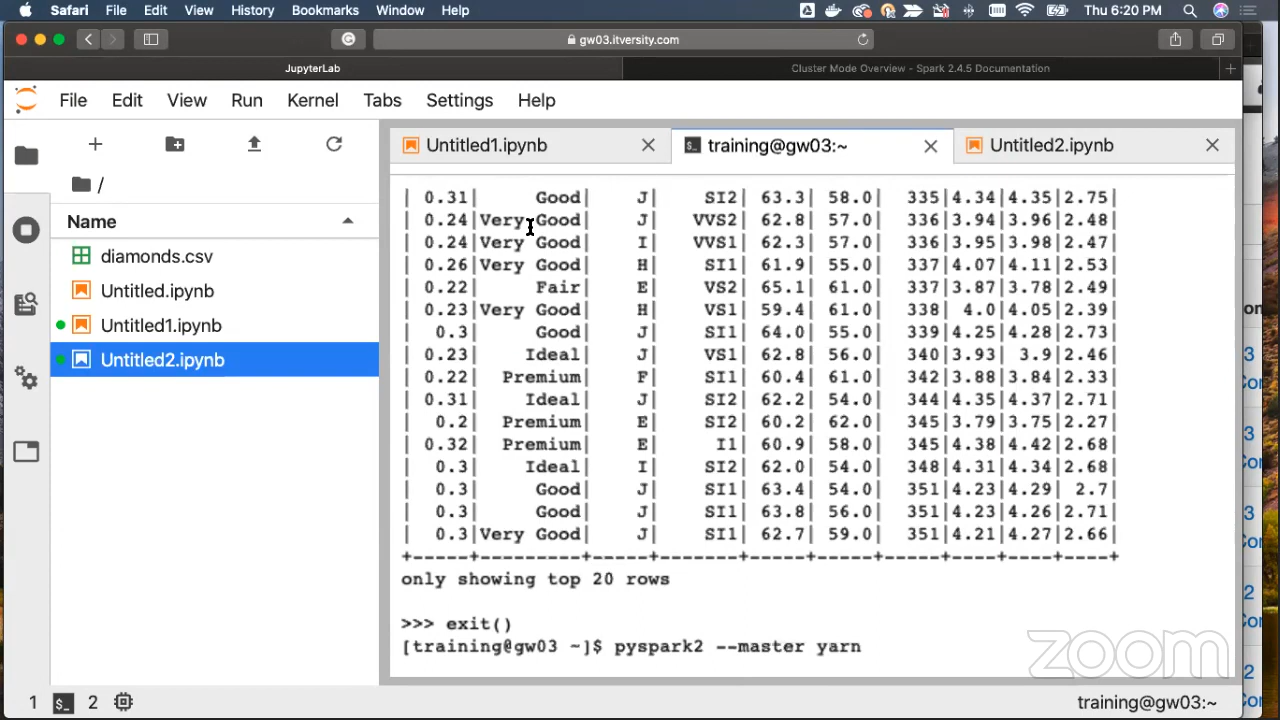 Safari File Edit View History Bookmarks Window Help Thu 6:20 PM
gw03.itversity.com
JupyterLab Cluster Mode Overview - Spark 2.4.5 Documentation
File Edit View Run Kernel Tabs Settings Help
Untitled1.ipynb training@gw03:~ Untitled2.ipynb
/
Name
diamonds.csv
Untitled.ipynb
Untitled1.ipynb
Untitled2.ipynb
| 0.31| Good| J| SI2| 63.3| 58.0| 335|4.34|4.35|2.75|
| 0.24|Very Good| J| VVS2| 62.8| 57.0| 336|3.94|3.96|2.48|
| 0.24|Very Good| I| VVS1| 62.3| 57.0| 336|3.95|3.98|2.47|
| 0.26|Very Good| H| SI1| 61.9| 55.0| 337|4.07|4.11|2.53|
| 0.22| Fair| E| VS2| 65.1| 61.0| 337|3.87|3.78|2.49|
| 0.23|Very Good| H| VS1| 59.4| 61.0| 338| 4.0|4.05|2.39|
| 0.3| Good| J| SI1| 64.0| 55.0| 339|4.25|4.28|2.73|
| 0.23| Ideal| J| VS1| 62.8| 56.0| 340|3.93| 3.9|2.46|
| 0.22| Premium| F| SI1| 60.4| 61.0| 342|3.88|3.84|2.33|
| 0.31| Ideal| J| SI2| 62.2| 54.0| 344|4.35|4.37|2.71|
| 0.2| Premium| E| SI2| 60.2| 62.0| 345|3.79|3.75|2.27|
| 0.32| Premium| E| I1| 60.9| 58.0| 345|4.38|4.42|2.68|
| 0.3| Ideal| I| SI2| 62.0| 54.0| 348|4.31|4.34|2.68|
| 0.3| Good| J| SI1| 63.4| 54.0| 351|4.23|4.29| 2.7|
| 0.3| Good| J| SI1| 63.8| 56.0| 351|4.23|4.26|2.71|
| 0.3|Very Good| J| SI1| 62.7| 59.0| 351|4.21|4.27|2.66|
+-----+---------+-----+-------+-----+-----+-----+----+----+----+
only showing top 20 rows
>>> exit()
[training@gw03 ~]$ pyspark2 --master yarn
zoom
1 $_ 2 training@gw03:~